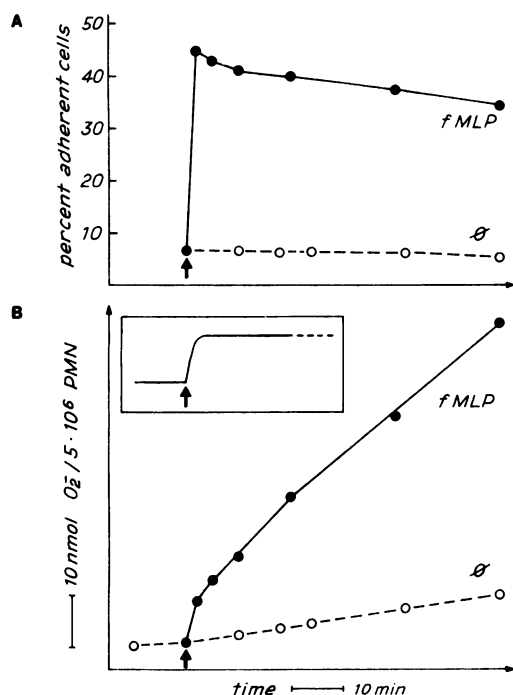 A
50
40
30
20
10
percent adherent cells
fMLP
ø
B
10 nmol O₂⁻/5·10⁶ PMN
fMLP
ø
time 10 min